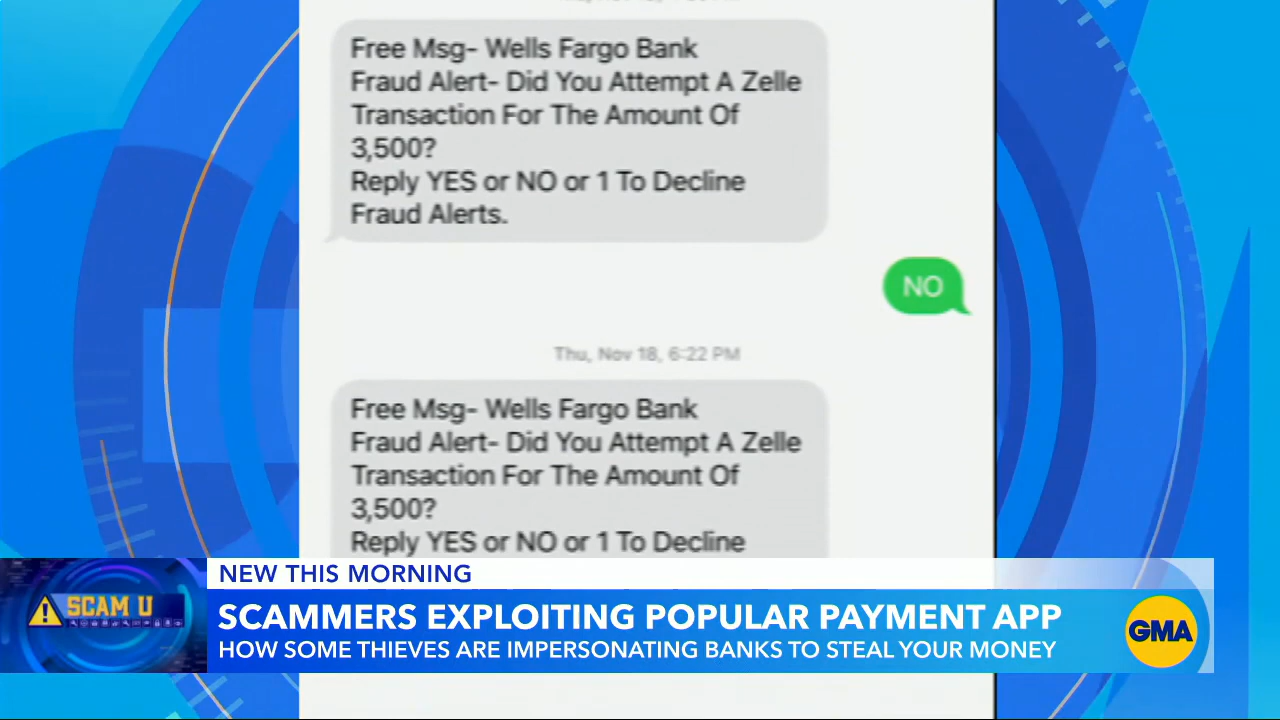 Free Msg- Wells Fargo Bank
Fraud Alert- Did You Attempt A Zelle
Transaction For The Amount Of
3,500?
Reply YES or NO or 1 To Decline
Fraud Alerts.
NO
Thu, Nov 18, 6:22 PM
Free Msg- Wells Fargo Bank
Fraud Alert- Did You Attempt A Zelle
Transaction For The Amount Of
3,500?
Reply YES or NO or 1 To Decline
NEW THIS MORNING
SCAM U
SCAMMERS EXPLOITING POPULAR PAYMENT APP
HOW SOME THIEVES ARE IMPERSONATING BANKS TO STEAL YOUR MONEY
GMA